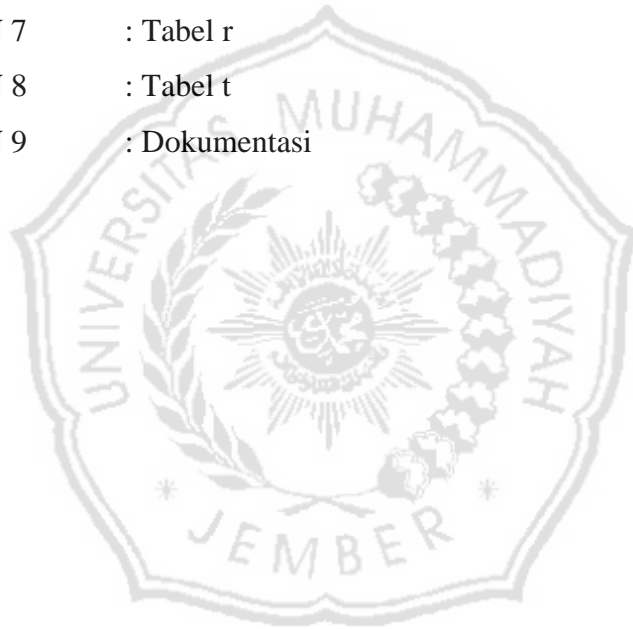 N 7 : Tabel r
N 8 : Tabel t
N 9 : Dokumentasi
UNIVERSITAS MUHAMMADIYAH
JEMBER